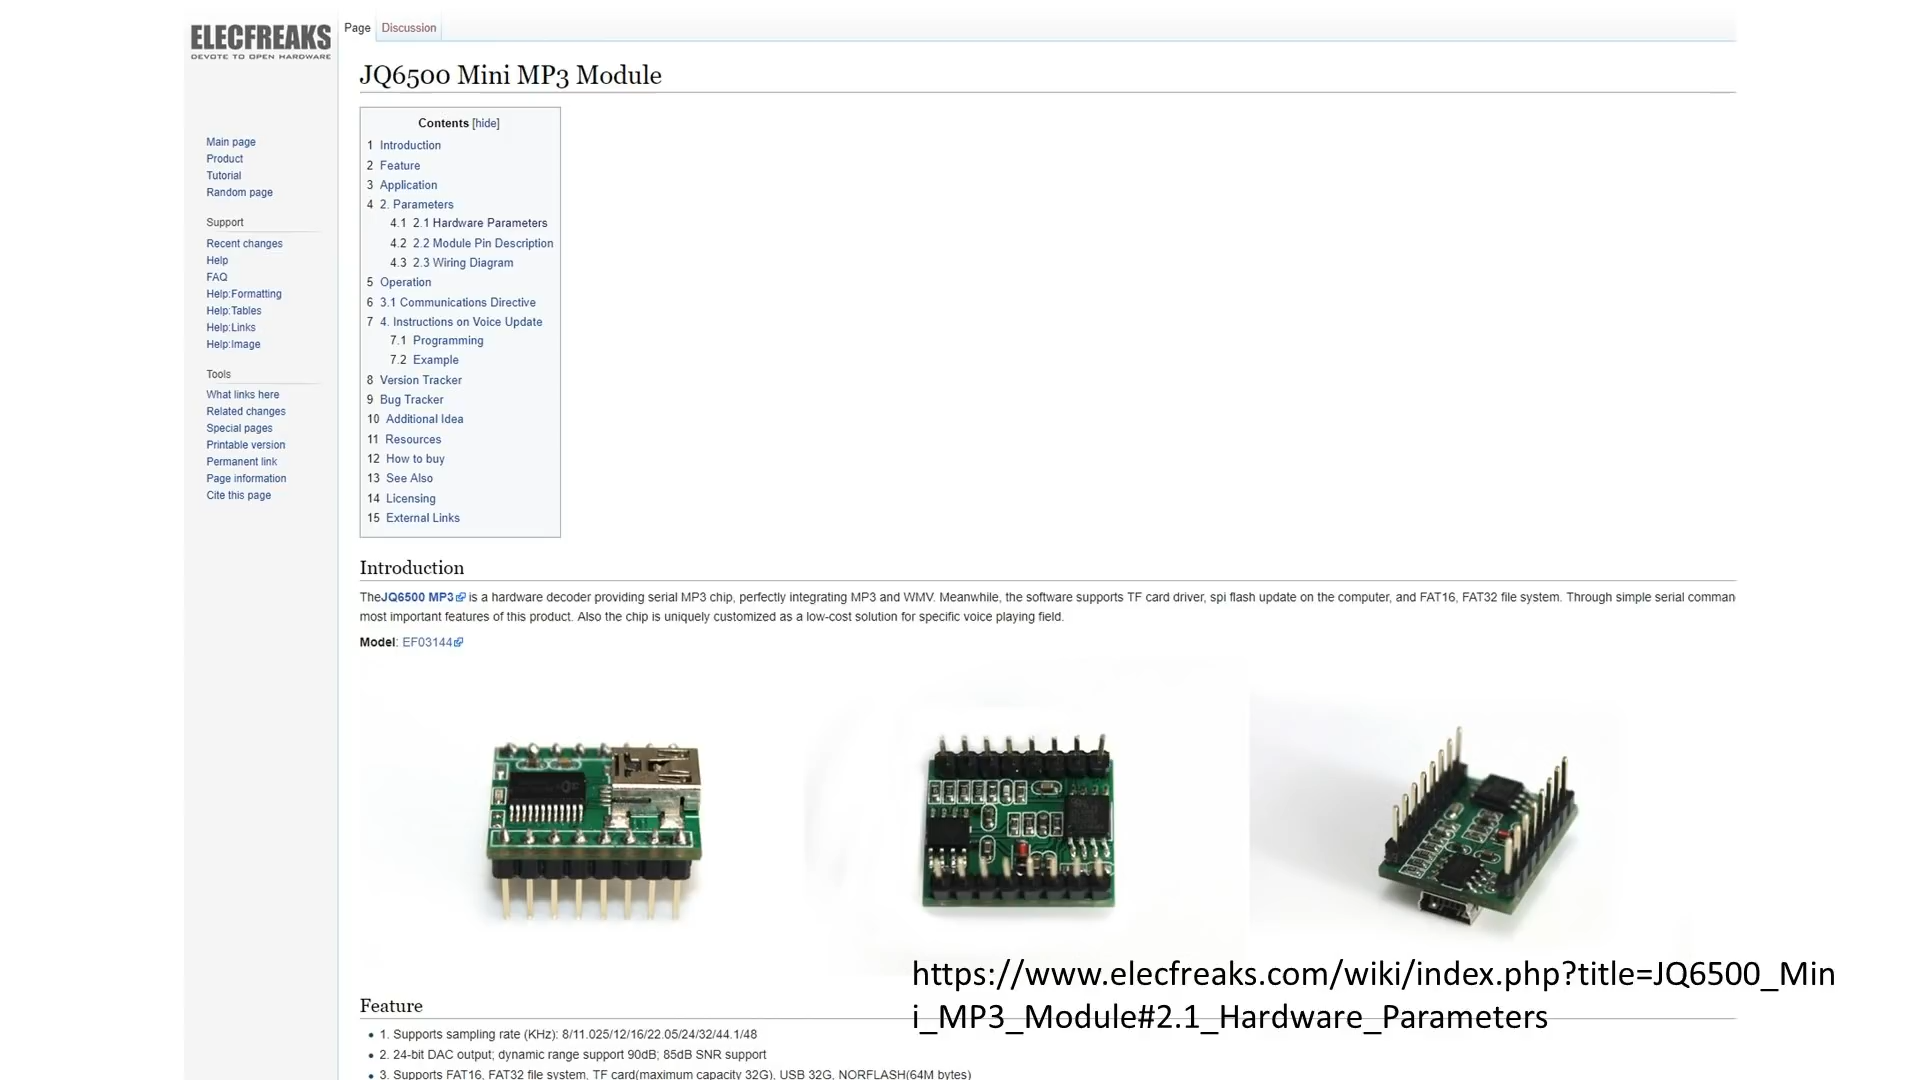 ELECFREAKS
DEVOTE TO OPEN HARDWARE
Page Discussion
JQ6500 Mini MP3 Module
Main page
Product
Tutorial
Random page
Support
Recent changes
Help
FAQ
Help:Formatting
Help:Tables
Help:Links
Help:Image
Tools
What links here
Related changes
Special pages
Printable version
Permanent link
Page information
Cite this page
Contents [hide]
1 Introduction
2 Feature
3 Application
4 2. Parameters
4.1 2.1 Hardware Parameters
4.2 2.2 Module Pin Description
4.3 2.3 Wiring Diagram
5 Operation
6 3.1 Communications Directive
7 4. Instructions on Voice Update
7.1 Programming
7.2 Example
8 Version Tracker
9 Bug Tracker
10 Additional Idea
11 Resources
12 How to buy
13 See Also
14 Licensing
15 External Links
Introduction
TheJQ6500 MP3 is a hardware decoder providing serial MP3 chip, perfectly integrating MP3 and WMV. Meanwhile, the software supports TF card driver, spi flash update on the computer, and FAT16, FAT32 file system. Through simple serial comman
most important features of this product. Also the chip is uniquely customized as a low-cost solution for specific voice playing field.
Model: EF03144
https://www.elecfreaks.com/wiki/index.php?title=JQ6500_Min
i_MP3_Module#2.1_Hardware_Parameters
Feature
1. Supports sampling rate (KHz): 8/11.025/12/16/22.05/24/32/44.1/48
2. 24-bit DAC output; dynamic range support 90dB; 85dB SNR support
3. Supports FAT16, FAT32 file system, TF card(maximum capacity 32G), USB 32G, NORFLASH(64M bytes)